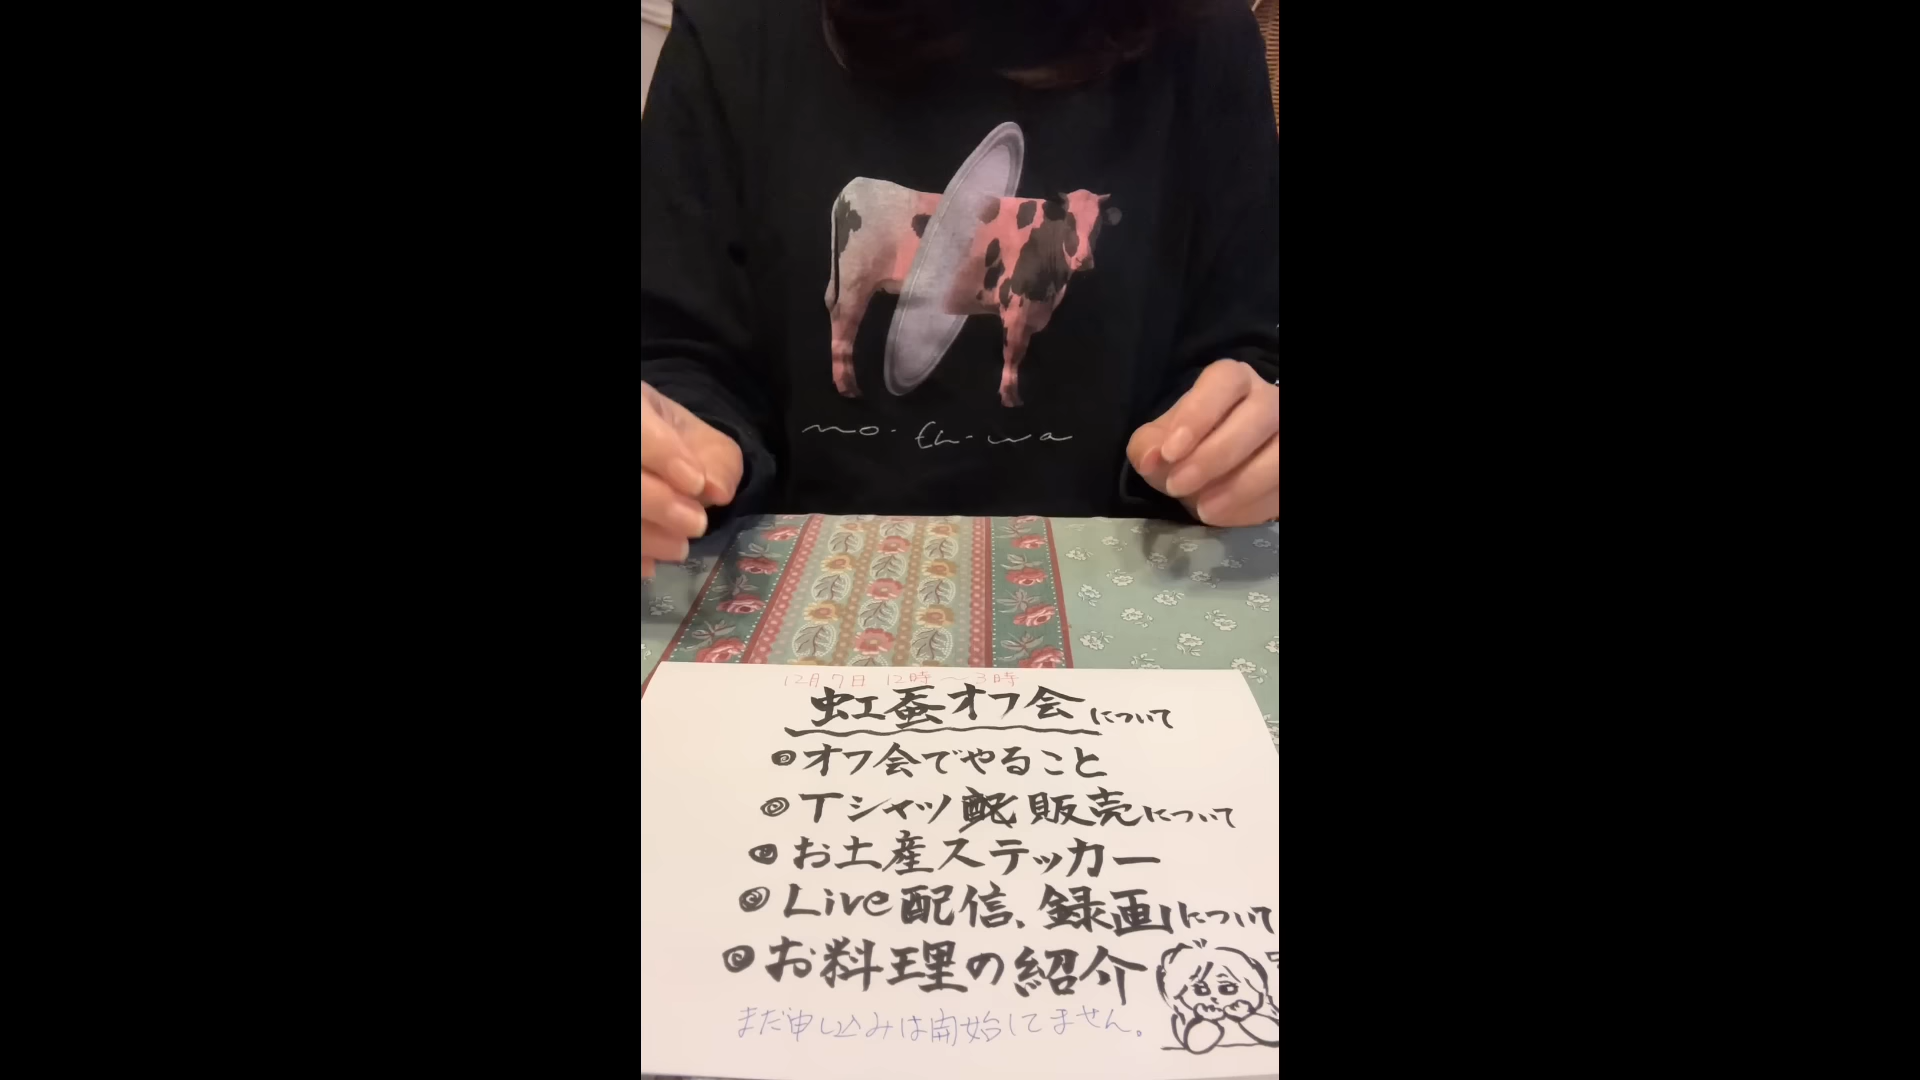 mo-eh-wa
12月7日 12時〜3時
虹蚕オフ会について
◎オフ会でやること
◎Tシャツ販売について
◎お土産ステッカー
◎Live配信、録画について
◎お料理の紹介
まだ申し込みは開始してません。